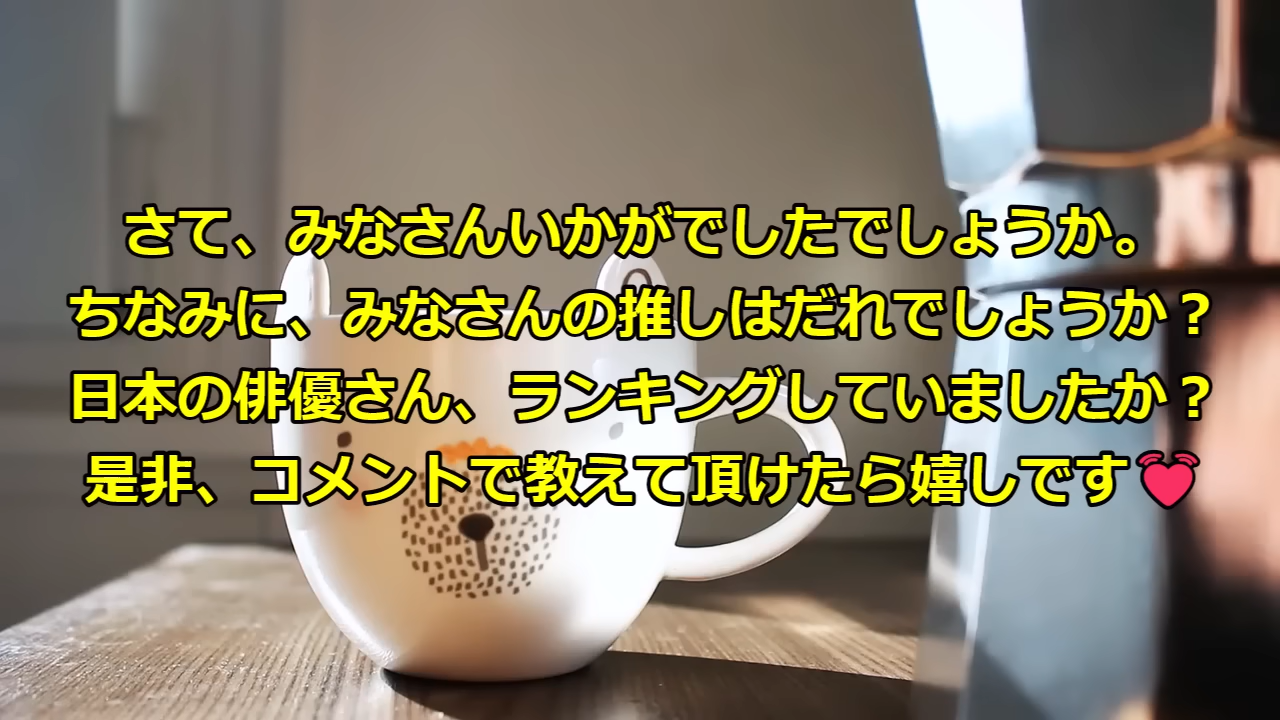 さて、みなさんいかがでしたでしょうか。
ちなみに、みなさんの推しはだれでしょうか？
日本の俳優さん、ランキングしていましたか？
是非、コメントで教えて頂けたら嬉しです💓